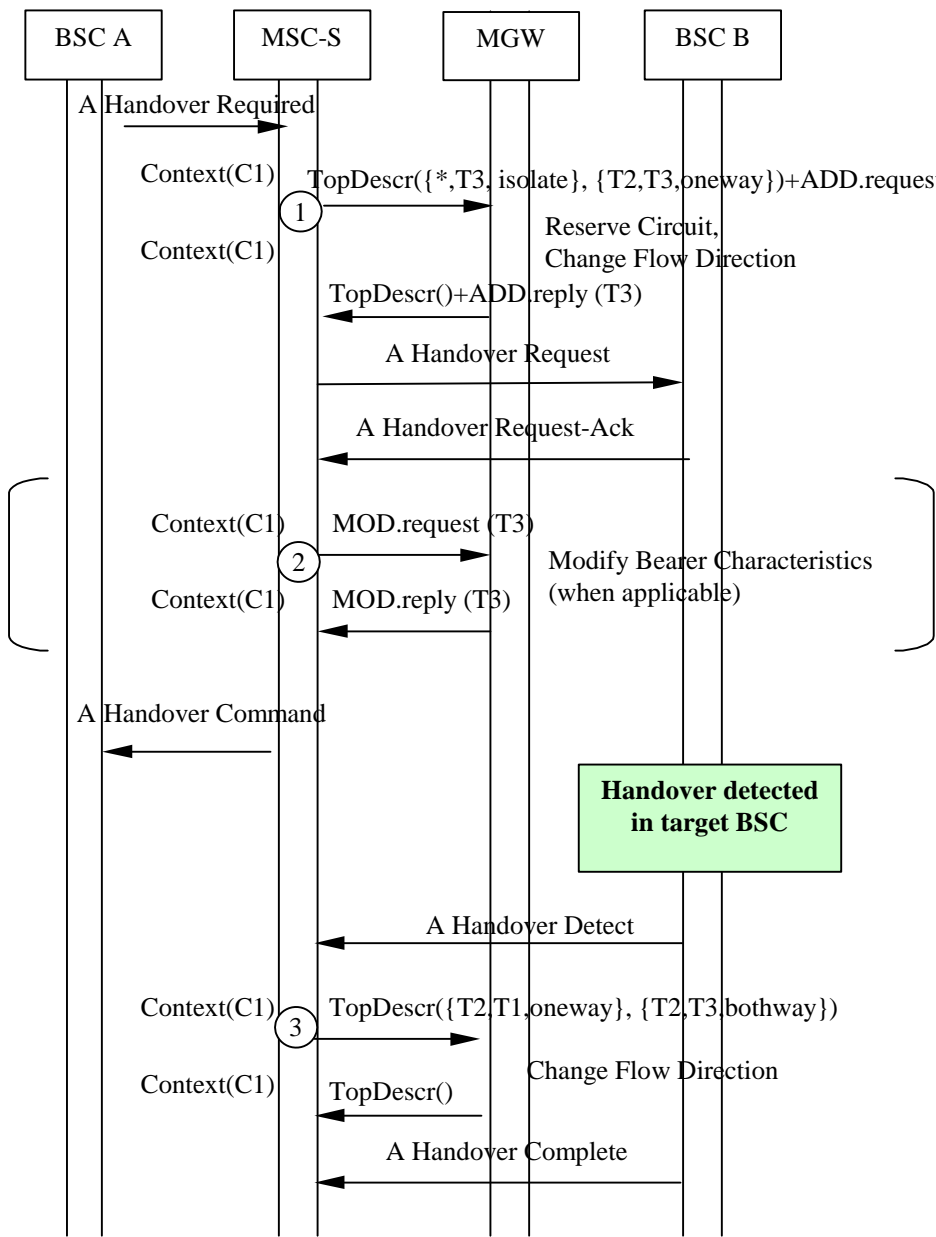 BSC A
MSC-S
MGW
BSC B
A Handover Required
Context(C1)
TopDescr({*,T3, isolate}, {T2,T3,oneway})+ADD.request
1
Reserve Circuit,
Change Flow Direction
Context(C1)
TopDescr()+ADD.reply (T3)
A Handover Request
A Handover Request-Ack
Context(C1)
MOD.request (T3)
2
Modify Bearer Characteristics
(when applicable)
Context(C1)
MOD.reply (T3)
A Handover Command
Handover detected
in target BSC
A Handover Detect
Context(C1)
TopDescr({T2,T1,oneway}, {T2,T3,bothway})
3
Change Flow Direction
Context(C1)
TopDescr()
A Handover Complete